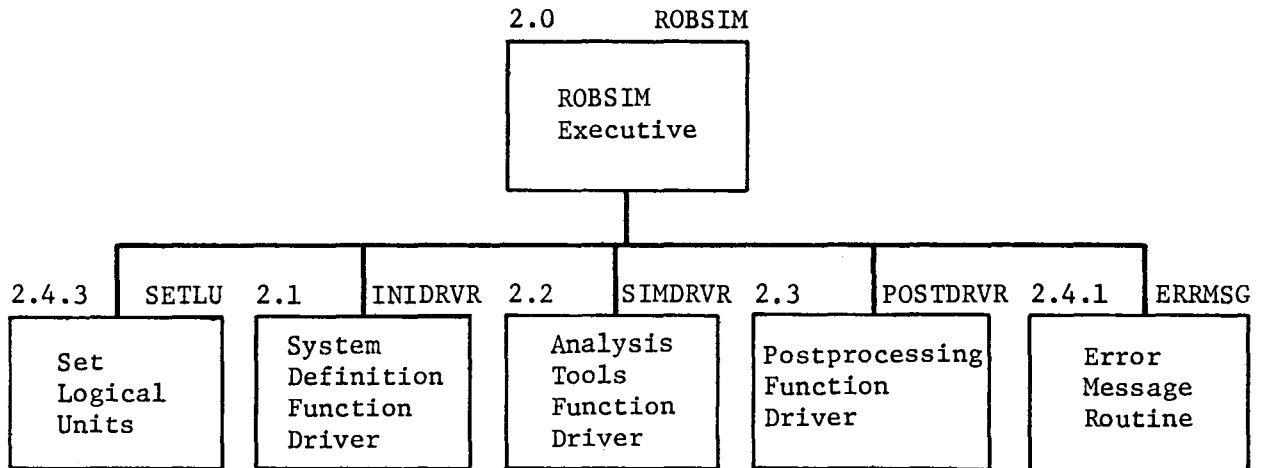 2.0 ROBSIM
ROBSIM
Executive
2.4.3 SETLU 2.1 INIDRVR 2.2 SIMDRVR 2.3 POSTDRVR 2.4.1 ERRMSG
Set
Logical
Units
System
Definition
Function
Driver
Analysis
Tools
Function
Driver
Postprocessing
Function
Driver
Error
Message
Routine